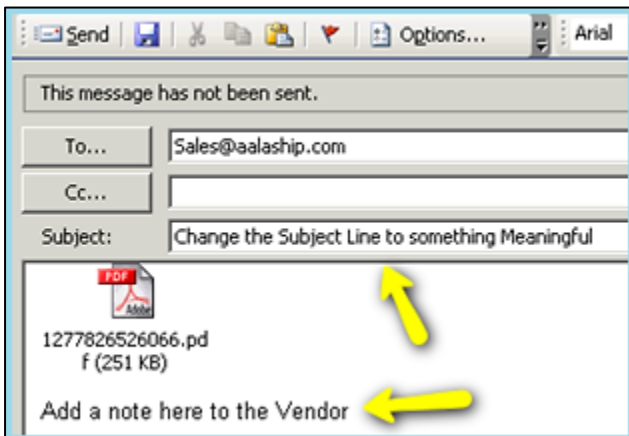 Send Options... Arial
This message has not been sent.
To... Sales@aalaship.com
Cc...
Subject: Change the Subject Line to something Meaningful
PDF
Adobe
1277826526066.pd
f (251 KB)
Add a note here to the Vendor